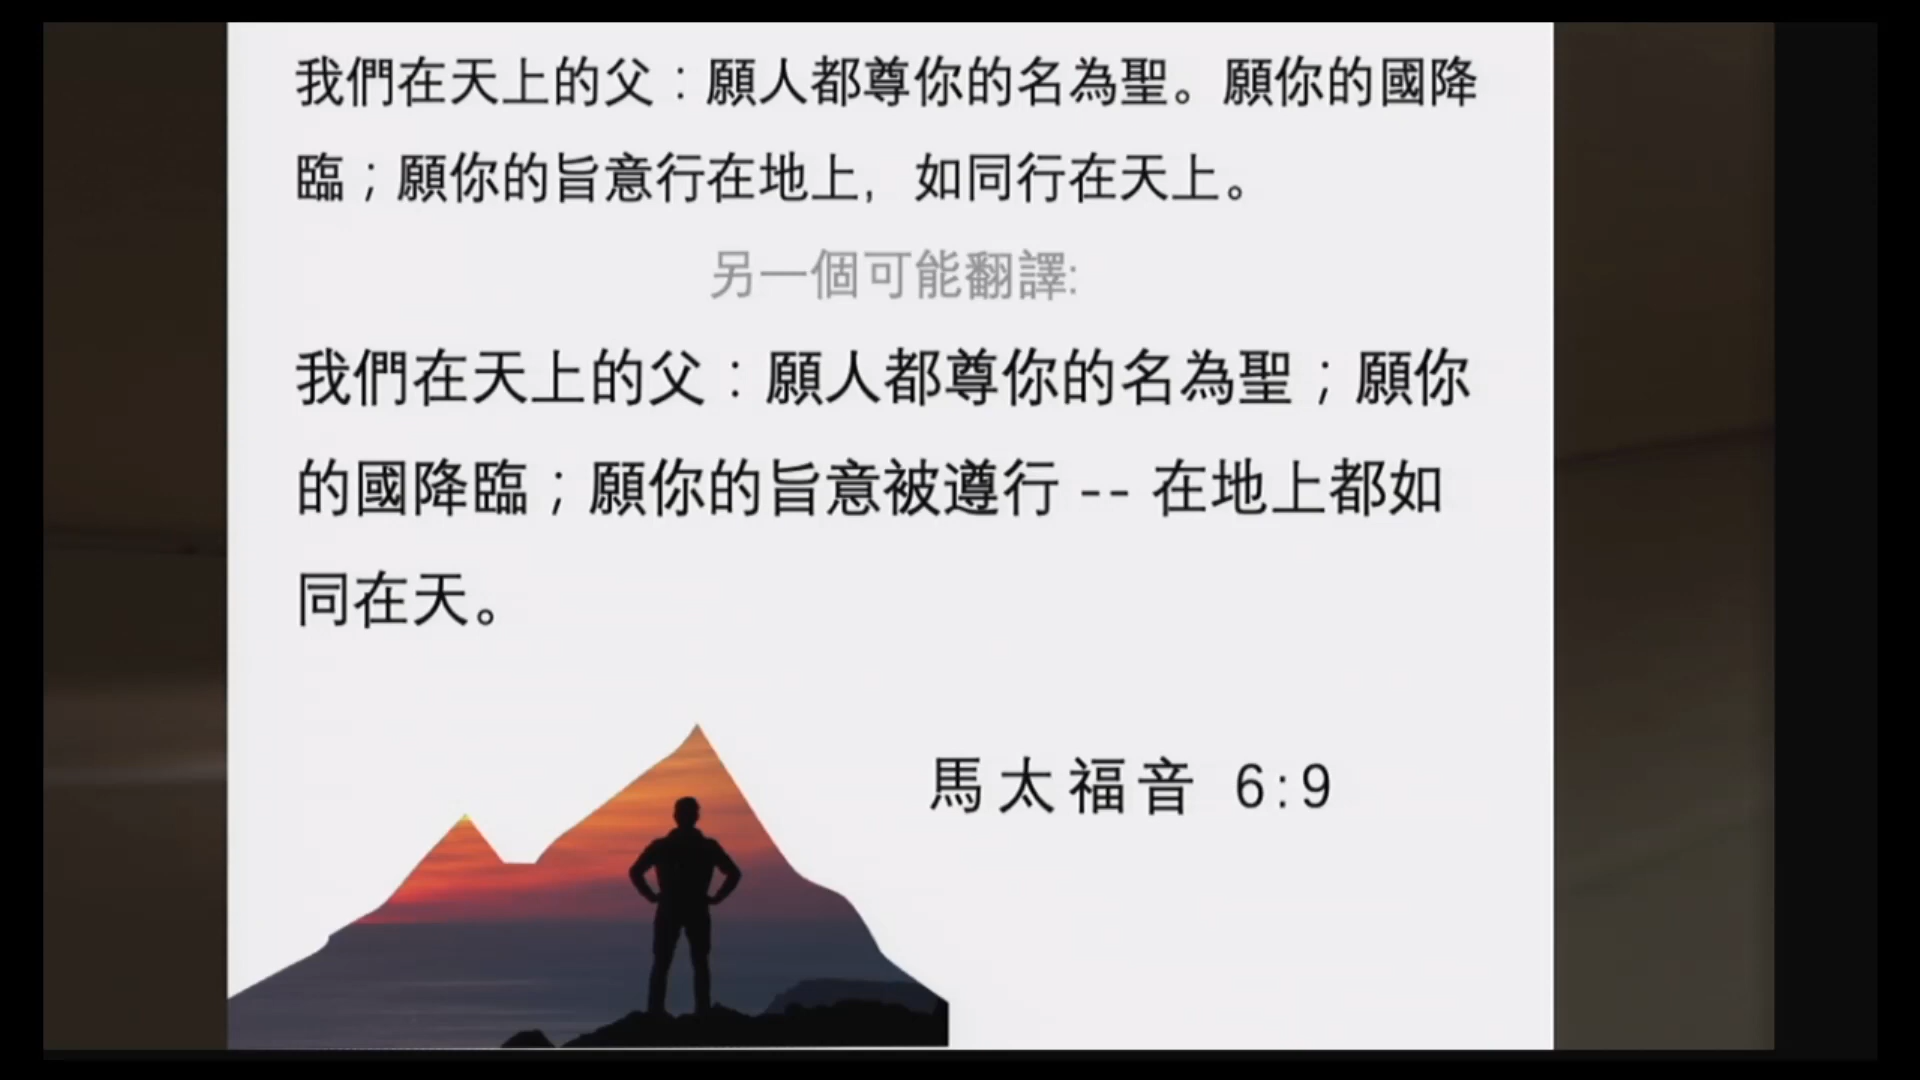 我們在天上的父：願人都尊你的名為聖。願你的國降
臨；願你的旨意行在地上，如同行在天上。
另一個可能翻譯:
我們在天上的父：願人都尊你的名為聖；願你
的國降臨；願你的旨意被遵行 -- 在地上都如
同在天。
馬太福音 6:9